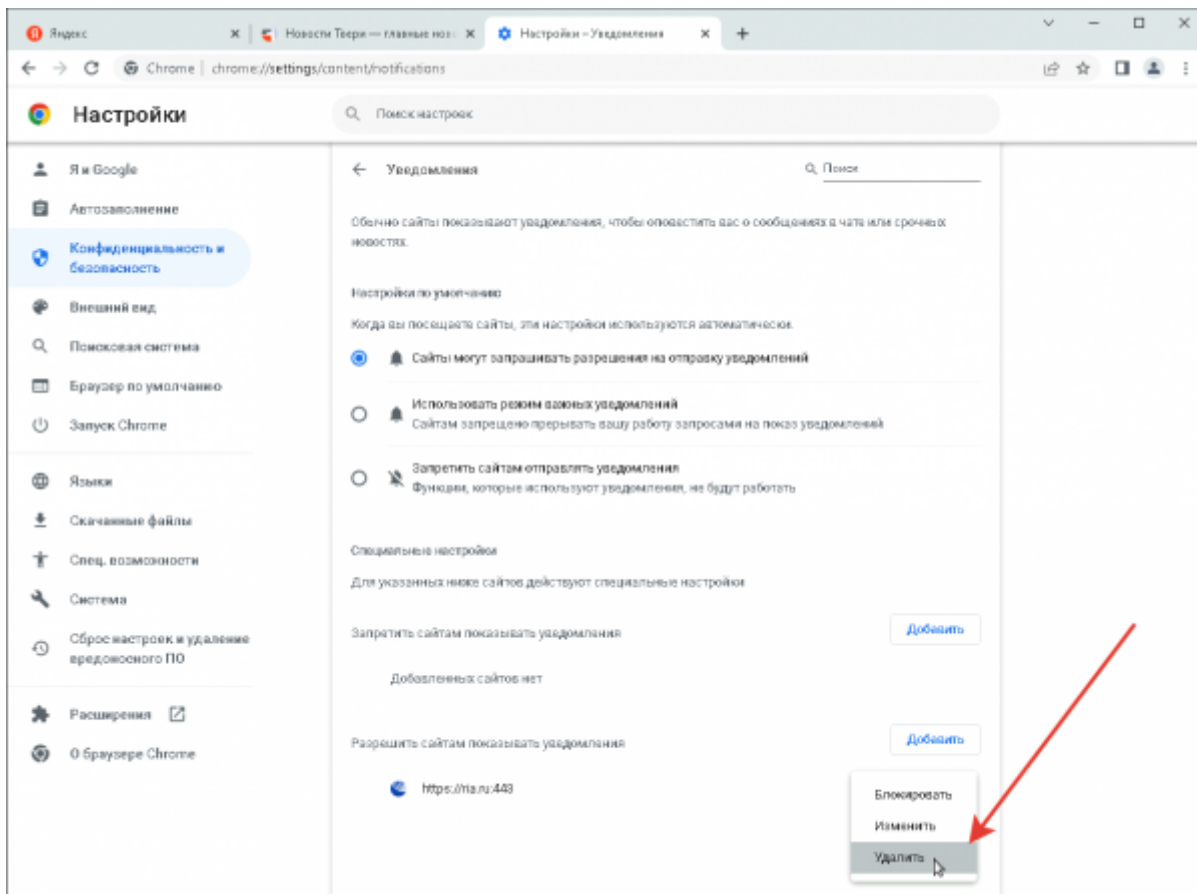 Яндекс
Новости Твери — главные нов
Настройки – Уведомления
Chrome | chrome://settings/content/notifications
Настройки
Поиск настроек
Я и Google
Автозаполнение
Конфиденциальность и
безопасность
Внешний вид
Поисковая система
Браузер по умолчанию
Запуск Chrome
Языки
Скачанные файлы
Спец. возможности
Система
Сброс настроек и удаление
вредоносного ПО
Расширения
О браузере Chrome
Уведомления
Поиск
Обычно сайты показывают уведомления, чтобы оповестить вас о сообщениях в чате или срочных
новостях.
Настройки по умолчанию
Когда вы посещаете сайты, эти настройки используются автоматически.
Сайты могут запрашивать разрешения на отправку уведомлений
Использовать режим важных уведомлений
Сайтам запрещено прерывать вашу работу запросами на показ уведомлений
Запретить сайтам отправлять уведомления
Функции, которые используют уведомления, не будут работать
Специальные настройки
Для указанных ниже сайтов действуют специальные настройки
Запретить сайтам показывать уведомления
Добавить
Добавленных сайтов нет
Разрешить сайтам показывать уведомления
Добавить
https://ria.ru:443
Блокировать
Изменить
Удалить